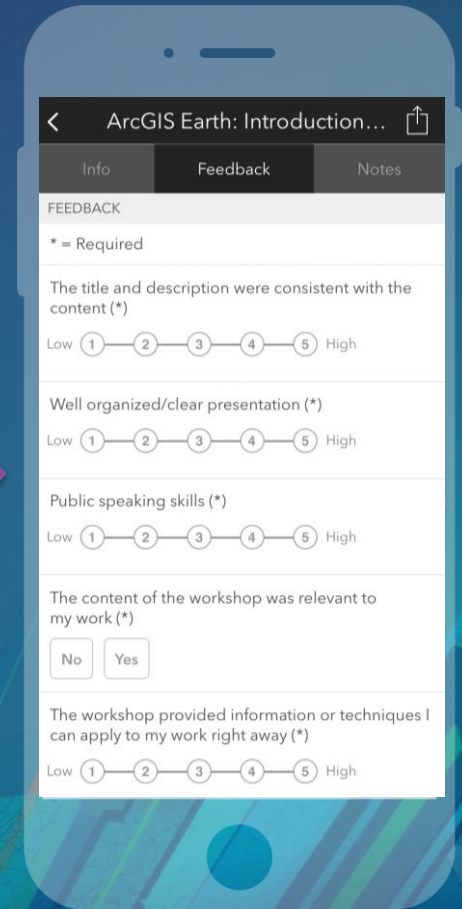 ArcGIS Earth: Introduction...
Info Feedback Notes
FEEDBACK
* = Required
The title and description were consistent with the
content (*)
Low 1 2 3 4 5 High
Well organized/clear presentation (*)
Low 1 2 3 4 5 High
Public speaking skills (*)
Low 1 2 3 4 5 High
The content of the workshop was relevant to
my work (*)
No Yes
The workshop provided information or techniques I
can apply to my work right away (*)
Low 1 2 3 4 5 High